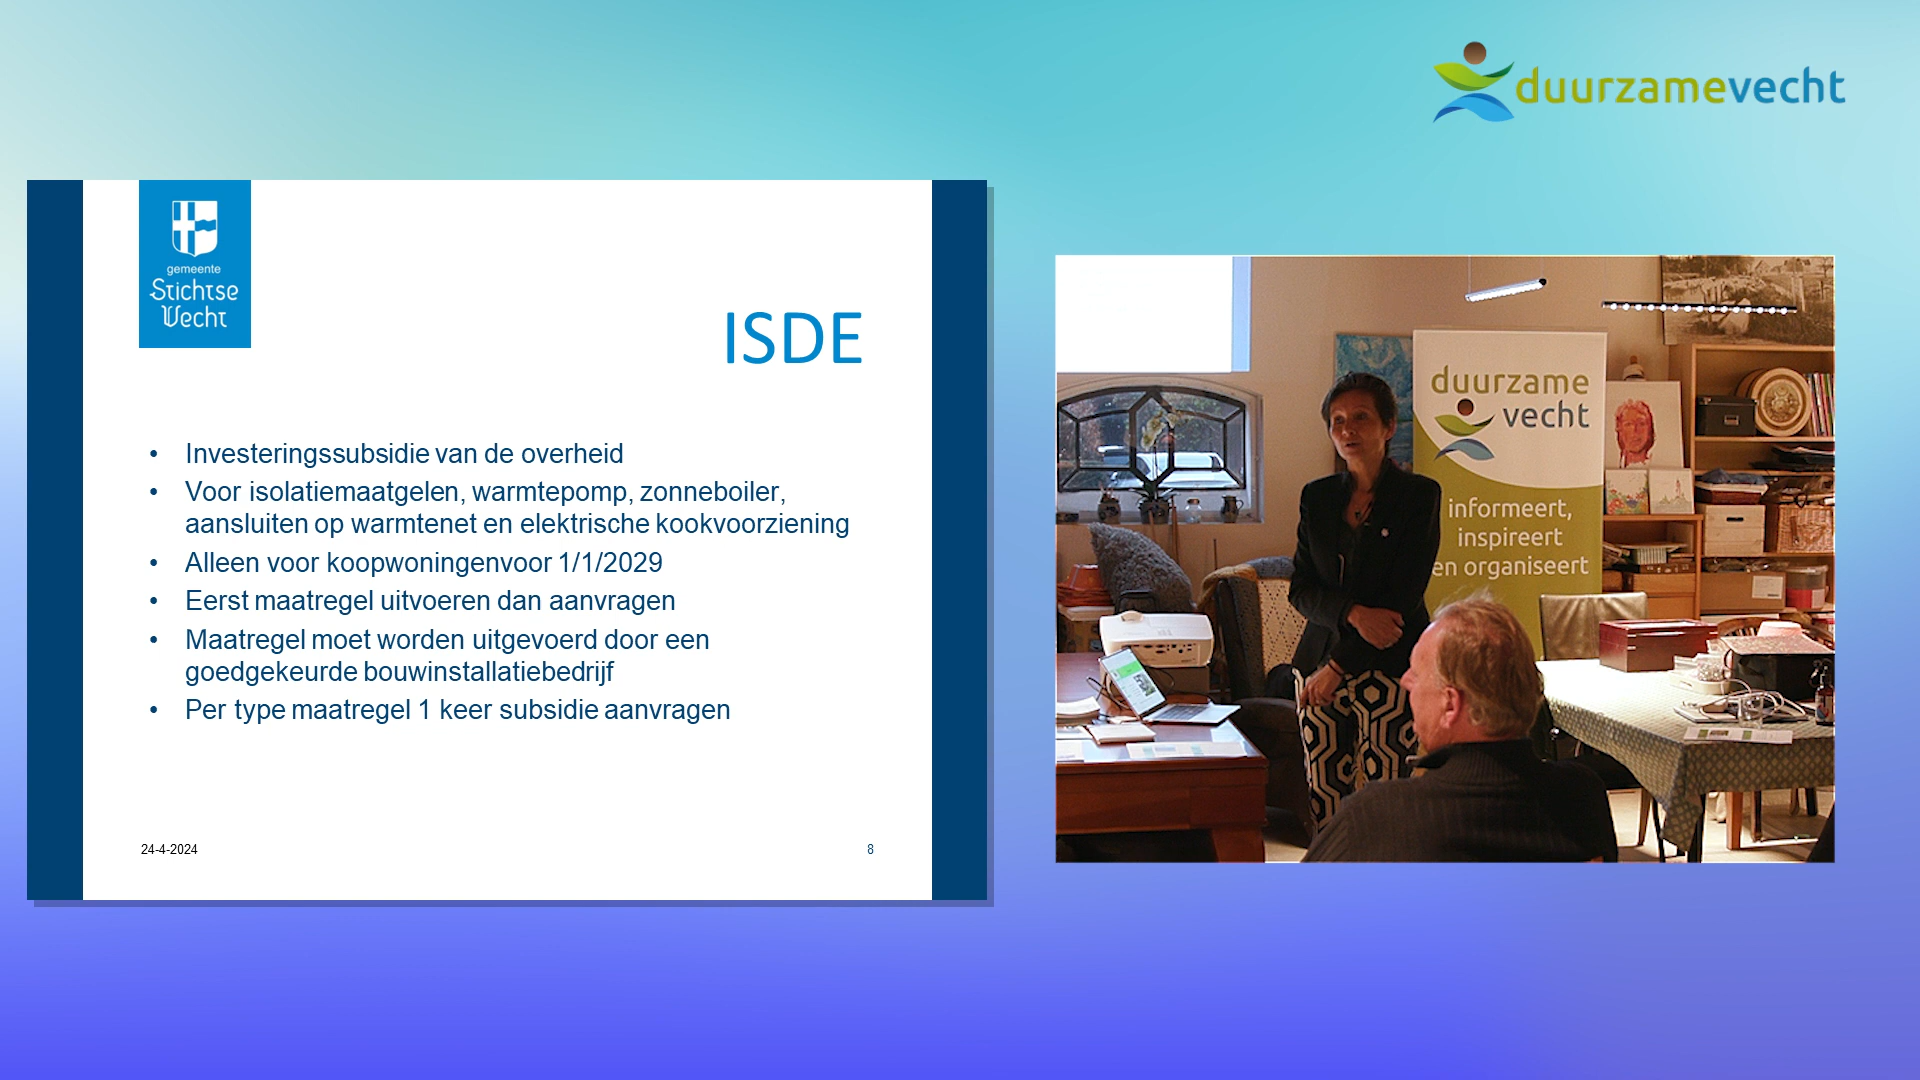 duurzamevecht
gemeente
Stichtse
Vecht
ISDE
• Investeringssubsidie van de overheid
• Voor isolatiemaatgelen, warmtepomp, zonneboiler,
aansluiten op warmtenet en elektrische kookvoorziening
• Alleen voor koopwoningenvoor 1/1/2029
• Eerst maatregel uitvoeren dan aanvragen
• Maatregel moet worden uitgevoerd door een
goedgekeurde bouwinstallatiebedrijf
• Per type maatregel 1 keer subsidie aanvragen
24-4-2024
8
duurzame
vecht
informeert,
inspireert
en organiseert